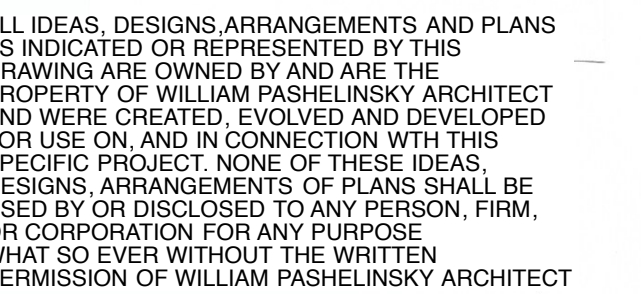 LL IDEAS, DESIGNS,ARRANGEMENTS AND PLANS
S INDICATED OR REPRESENTED BY THIS
RAWING ARE OWNED BY AND ARE THE
ROPERTY OF WILLIAM PASHELINSKY ARCHITECT
ND WERE CREATED, EVOLVED AND DEVELOPED
OR USE ON, AND IN CONNECTION WTH THIS
PECIFIC PROJECT. NONE OF THESE IDEAS,
ESIGNS, ARRANGEMENTS OF PLANS SHALL BE
SED BY OR DISCLOSED TO ANY PERSON, FIRM,
OR CORPORATION FOR ANY PURPOSE
WHAT SO EVER WITHOUT THE WRITTEN
ERMISSION OF WILLIAM PASHELINSKY ARCHITECT